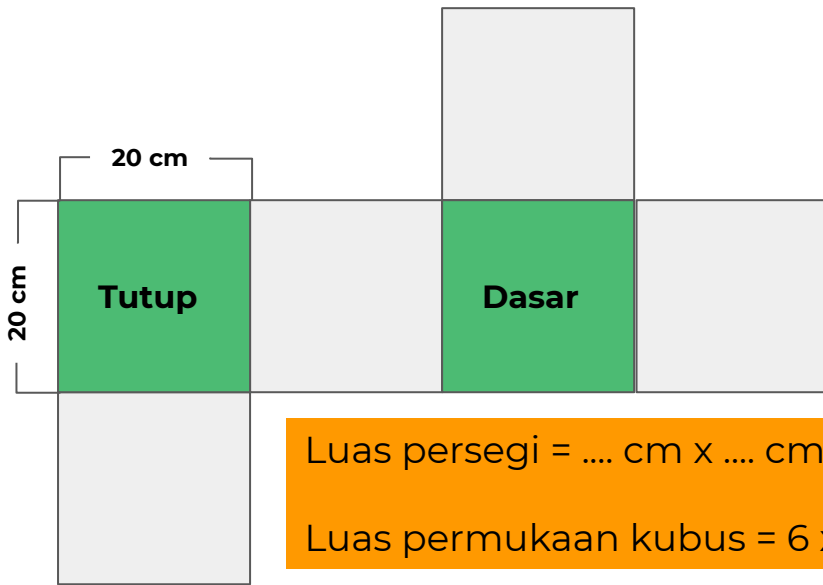 20 cm
20 cm
Tutup
Dasar
Luas persegi = .... cm x .... cm
Luas permukaan kubus = 6 x